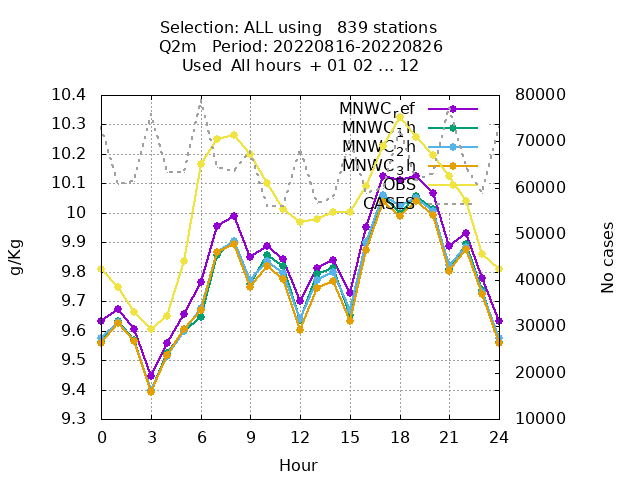 Selection: ALL using   839 stations
Q2m   Period: 20220816-20220826
Used  All hours  + 01 02 ... 12
10.4
10.3
10.2
10.1
10
9.9
9.8
9.7
9.6
9.5
9.4
9.3
g/Kg
80000
70000
60000
50000
40000
30000
20000
10000
No cases
MNWC_ref
MNWC_1h
MNWC_2h
MNWC_3h
OBS
CASES
0 3 6 9 12 15 18 21 24
Hour